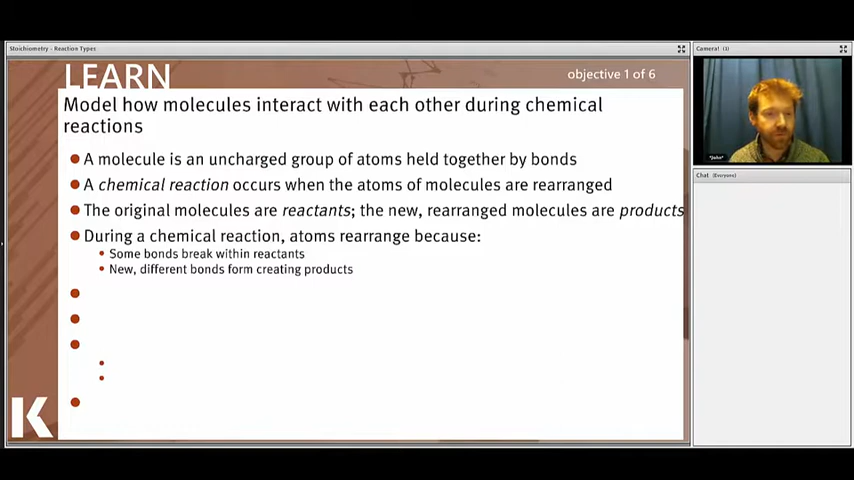 Stoichiometry - Reaction Types
LEARN
objective 1 of 6
Model how molecules interact with each other during chemical
reactions
A molecule is an uncharged group of atoms held together by bonds
A chemical reaction occurs when the atoms of molecules are rearranged
The original molecules are reactants; the new, rearranged molecules are products
During a chemical reaction, atoms rearrange because:
Some bonds break within reactants
New, different bonds form creating products
K
Camera! (1)
*John*
Chat (Everyone)